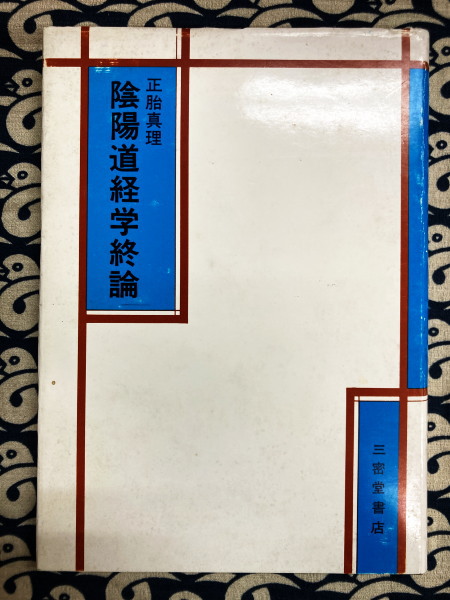 正胎真理
陰陽道経学終論
三密堂書店